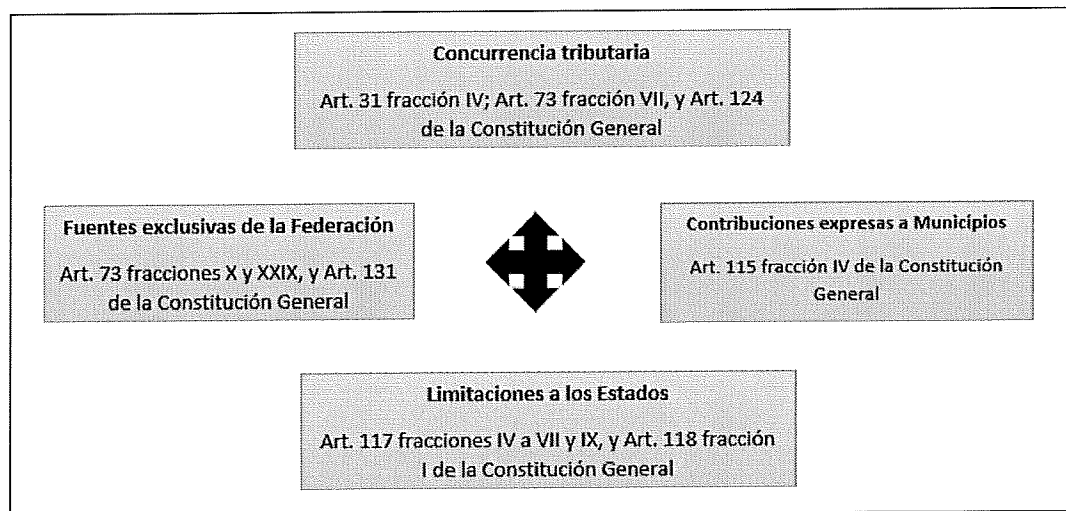 Concurrencia tributaria
Art. 31 fracción IV; Art. 73 fracción VII, y Art. 124
de la Constitución General
Fuentes exclusivas de la Federación
Art. 73 fracciones X y XXIX, y Art. 131
de la Constitución General
Contribuciones expresas a Municipios
Art. 115 fracción IV de la Constitución
General
Limitaciones a los Estados
Art. 117 fracciones IV a VII y IX, y Art. 118 fracción
I de la Constitución General